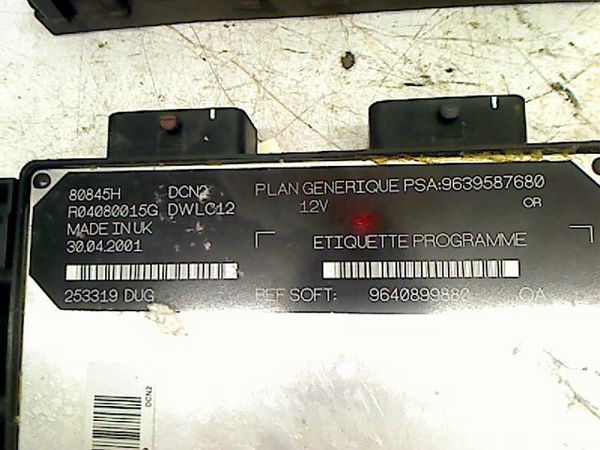 80845H DCN2 PLAN GENERIQUE PSA:9639587680
R04080015G DWLC12 12V OR
MADE IN UK
30.04.2001 ETIQUETTE PROGRAMME
253319 DUG REF SOFT: 9640899880 OA
DCN2